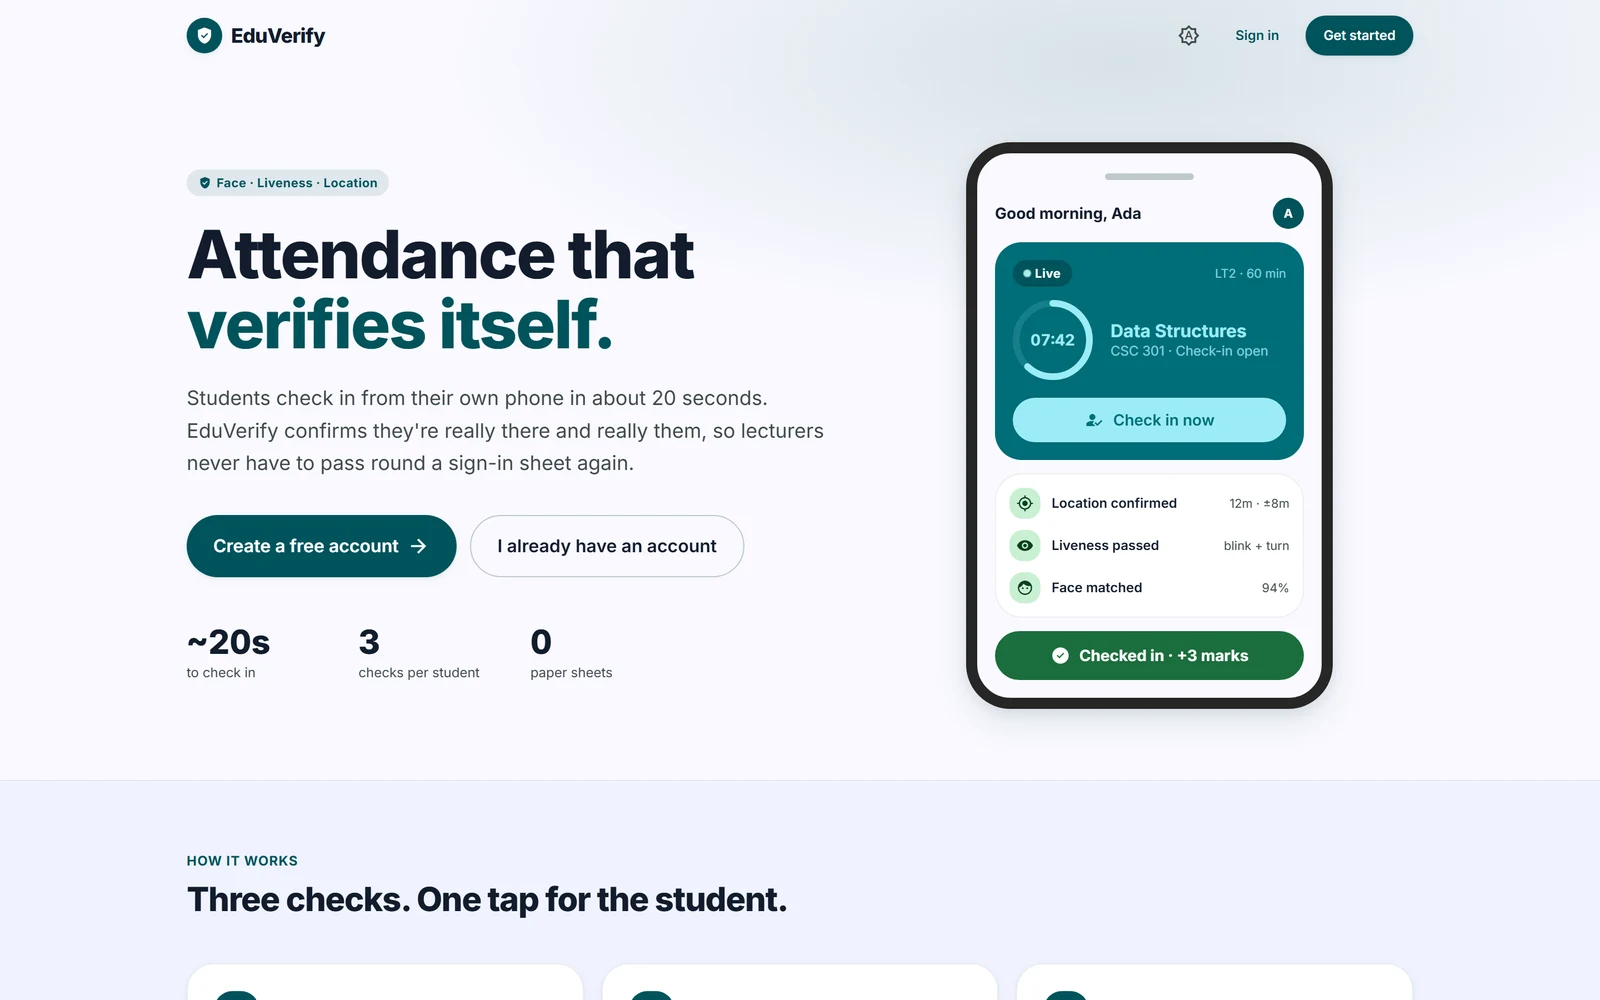 EduVerify
A
Sign in
Get started
Face · Liveness · Location
Attendance that
verifies itself.
Students check in from their own phone in about 20 seconds.
EduVerify confirms they're really there and really them, so lecturers
never have to pass round a sign-in sheet again.
Create a free account
I already have an account
~20s
to check in
3
checks per student
0
paper sheets
Good morning, Ada
A
Live
LT2 · 60 min
07:42
Data Structures
CSC 301 · Check-in open
Check in now
Location confirmed
12m · ±8m
Liveness passed
blink + turn
Face matched
94%
Checked in · +3 marks
HOW IT WORKS
Three checks. One tap for the student.